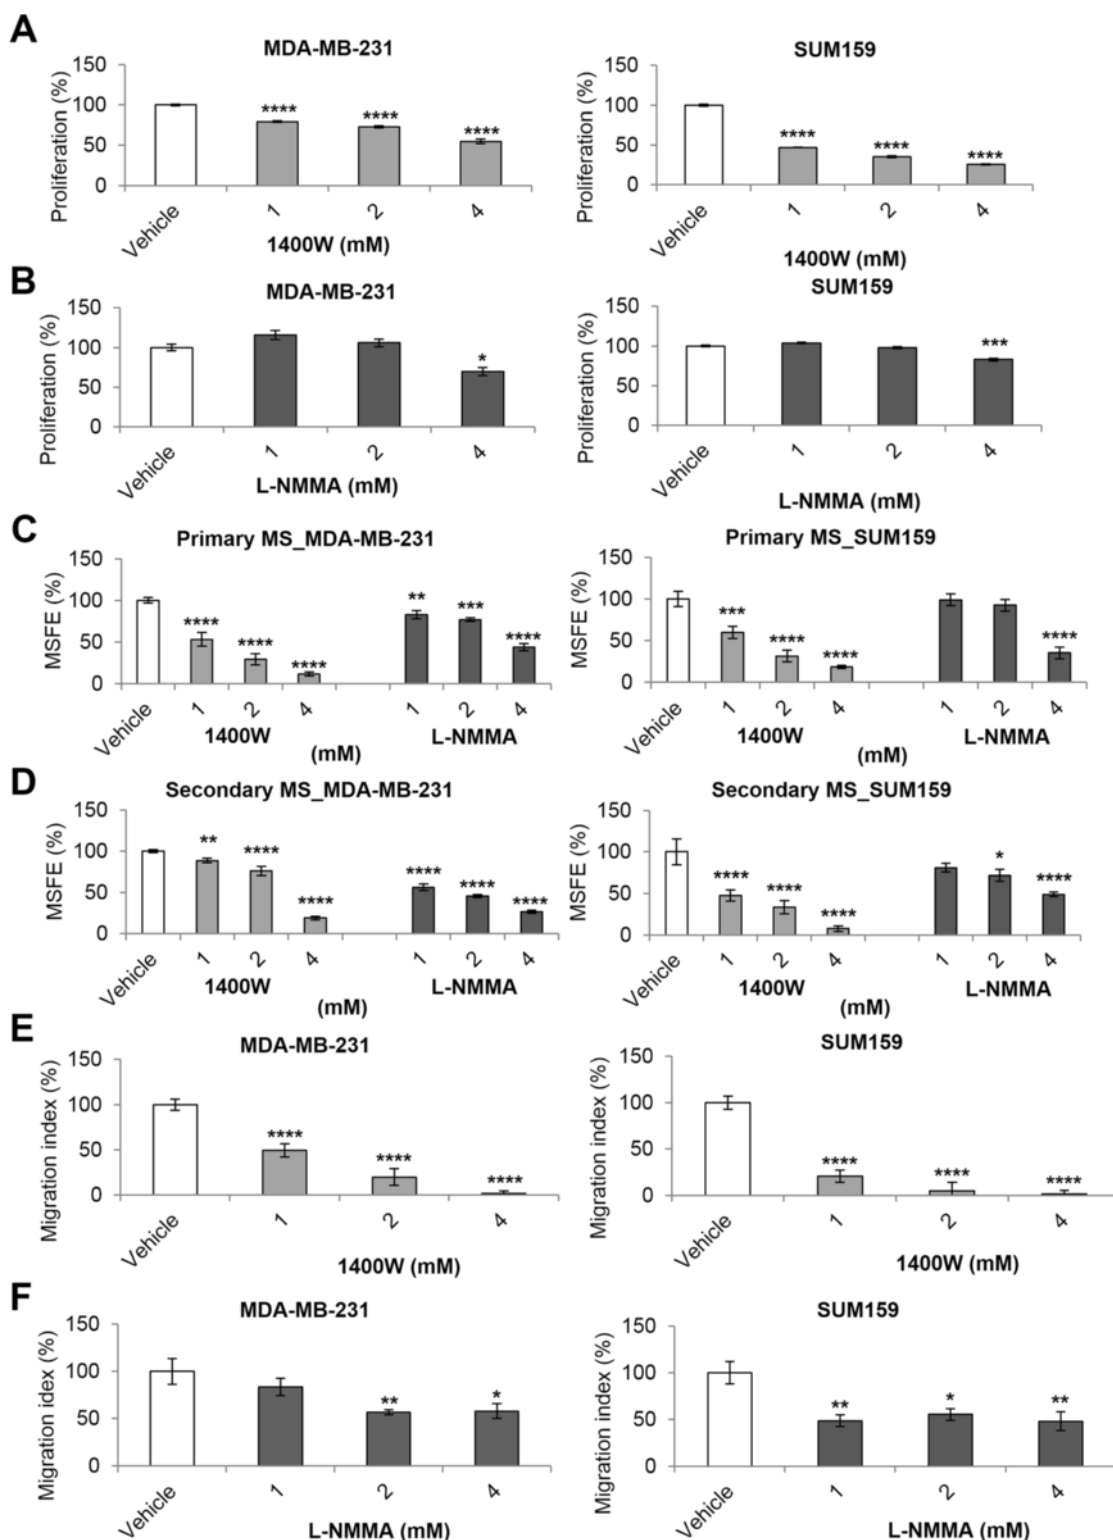 A
MDA-MB-231
Proliferation (%)
150
100
50
0
****
****
****
Vehicle
1
2
4
1400W (mM)
SUM159
Proliferation (%)
150
100
50
0
****
****
****
Vehicle
1
2
4
1400W (mM)
B
MDA-MB-231
Proliferation (%)
150
100
50
0
*
Vehicle
1
2
4
L-NMMA (mM)
SUM159
Proliferation (%)
150
100
50
0
***
Vehicle
1
2
4
L-NMMA (mM)
C
Primary MS_MDA-MB-231
MSFE (%)
150
100
50
0
****
****
****
**
***
****
Vehicle
1
2
4
1
2
4
1400W
L-NMMA
(mM)
Primary MS_SUM159
MSFE (%)
150
100
50
0
***
****
****
****
Vehicle
1
2
4
1
2
4
1400W
L-NMMA
(mM)
D
Secondary MS_MDA-MB-231
MSFE (%)
150
100
50
0
**
****
****
****
****
****
Vehicle
1
2
4
1
2
4
1400W
L-NMMA
(mM)
Secondary MS_SUM159
MSFE (%)
150
100
50
0
****
****
****
*
****
Vehicle
1
2
4
1
2
4
1400W
L-NMMA
(mM)
E
MDA-MB-231
Migration index (%)
150
100
50
0
****
****
****
Vehicle
1
2
4
1400W (mM)
SUM159
Migration index (%)
150
100
50
0
****
****
****
Vehicle
1
2
4
1400W (mM)
F
MDA-MB-231
Migration idex (%)
150
100
50
0
**
*
Vehicle
1
2
4
L-NMMA (mM)
SUM159
Migration index (%)
150
100
50
0
**
*
**
Vehicle
1
2
4
L-NMMA (mM)